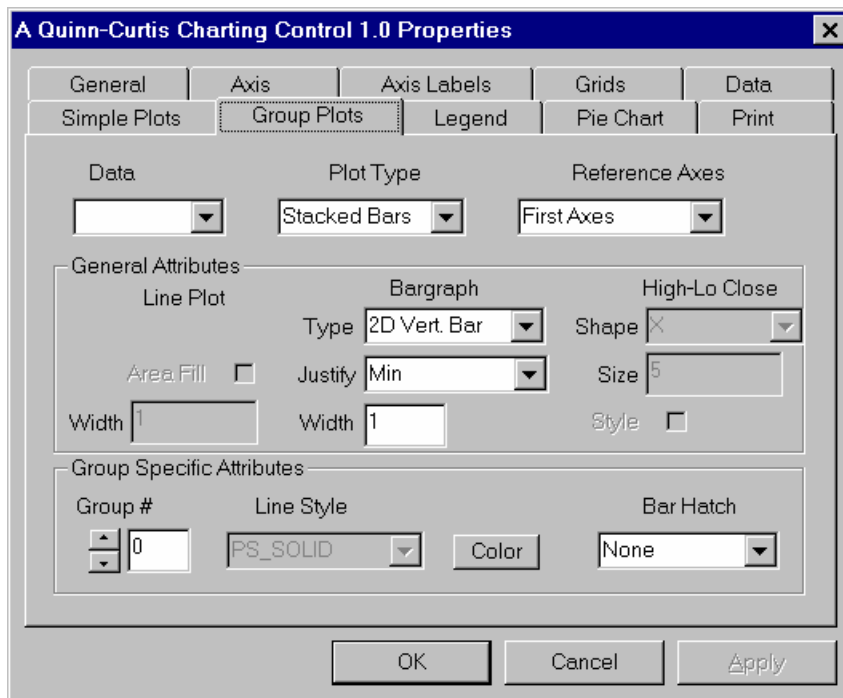 A Quinn-Curtis Charting Control 1.0 Properties
General Axis Axis Labels Grids Data
Simple Plots Group Plots Legend Pie Chart Print
Data Plot Type Reference Axes
Stacked Bars First Axes
General Attributes
Line Plot Bargraph High-Lo Close
Type 2D Vert. Bar Shape X
Area Fill Justify Min Size 5
Width 1 Width 1 Style
Group Specific Attributes
Group # Line Style Bar Hatch
0 PS_SOLID Color None
OK Cancel Apply